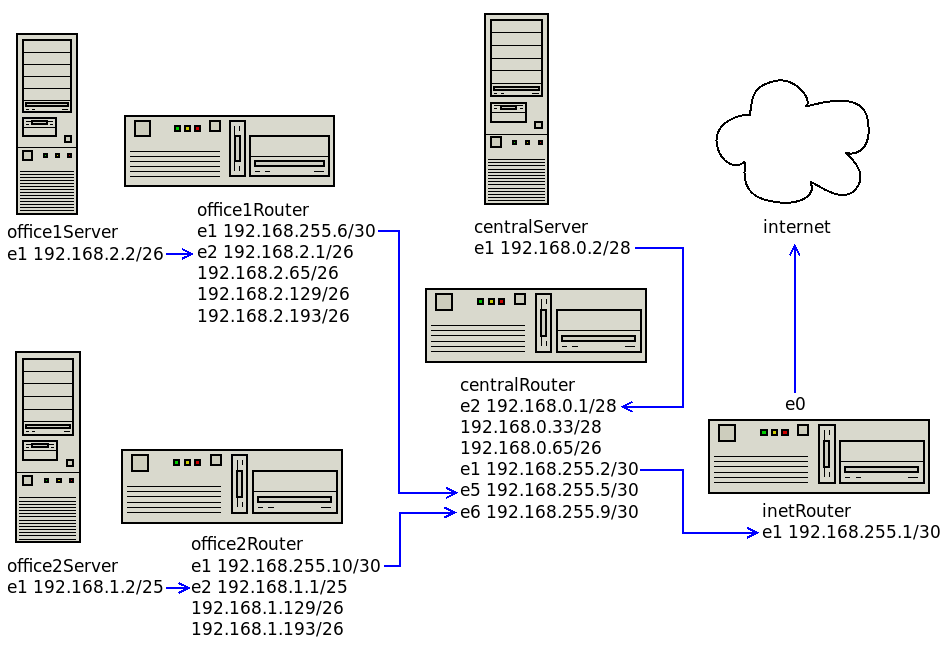 office1Server
e1 192.168.2.2/26
office1Router
e1 192.168.255.6/30
e2 192.168.2.1/26
192.168.2.65/26
192.168.2.129/26
192.168.2.193/26
centralServer
e1 192.168.0.2/28
internet
centralRouter
e2 192.168.0.1/28
192.168.0.33/28
192.168.0.65/26
e1 192.168.255.2/30
e5 192.168.255.5/30
e6 192.168.255.9/30
e0
inetRouter
e1 192.168.255.1/30
office2Server
e1 192.168.1.2/25
office2Router
e1 192.168.255.10/30
e2 192.168.1.1/25
192.168.1.129/26
192.168.1.193/26